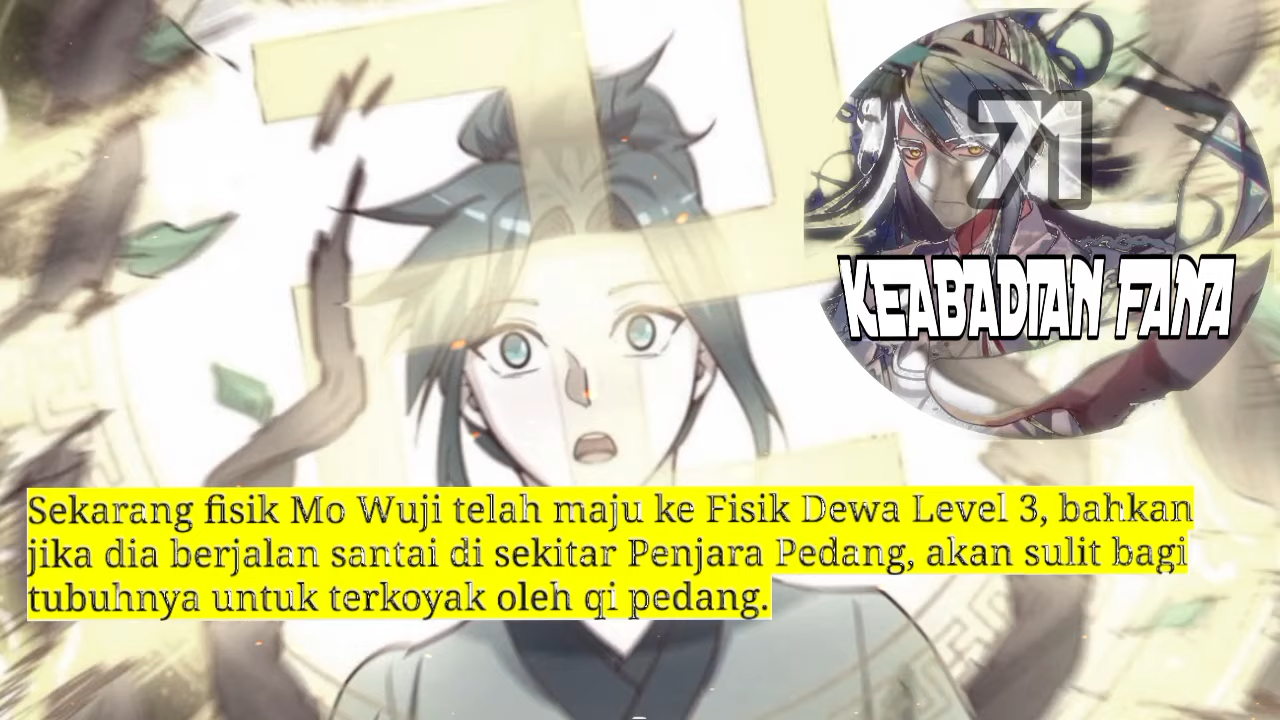 71
KEABADIAN FANA
Sekarang fisik Mo Wuji telah maju ke Fisik Dewa Level 3, bahkan
jika dia berjalan santai di sekitar Penjara Pedang, akan sulit bagi
tubuhnya untuk terkoyak oleh qi pedang.